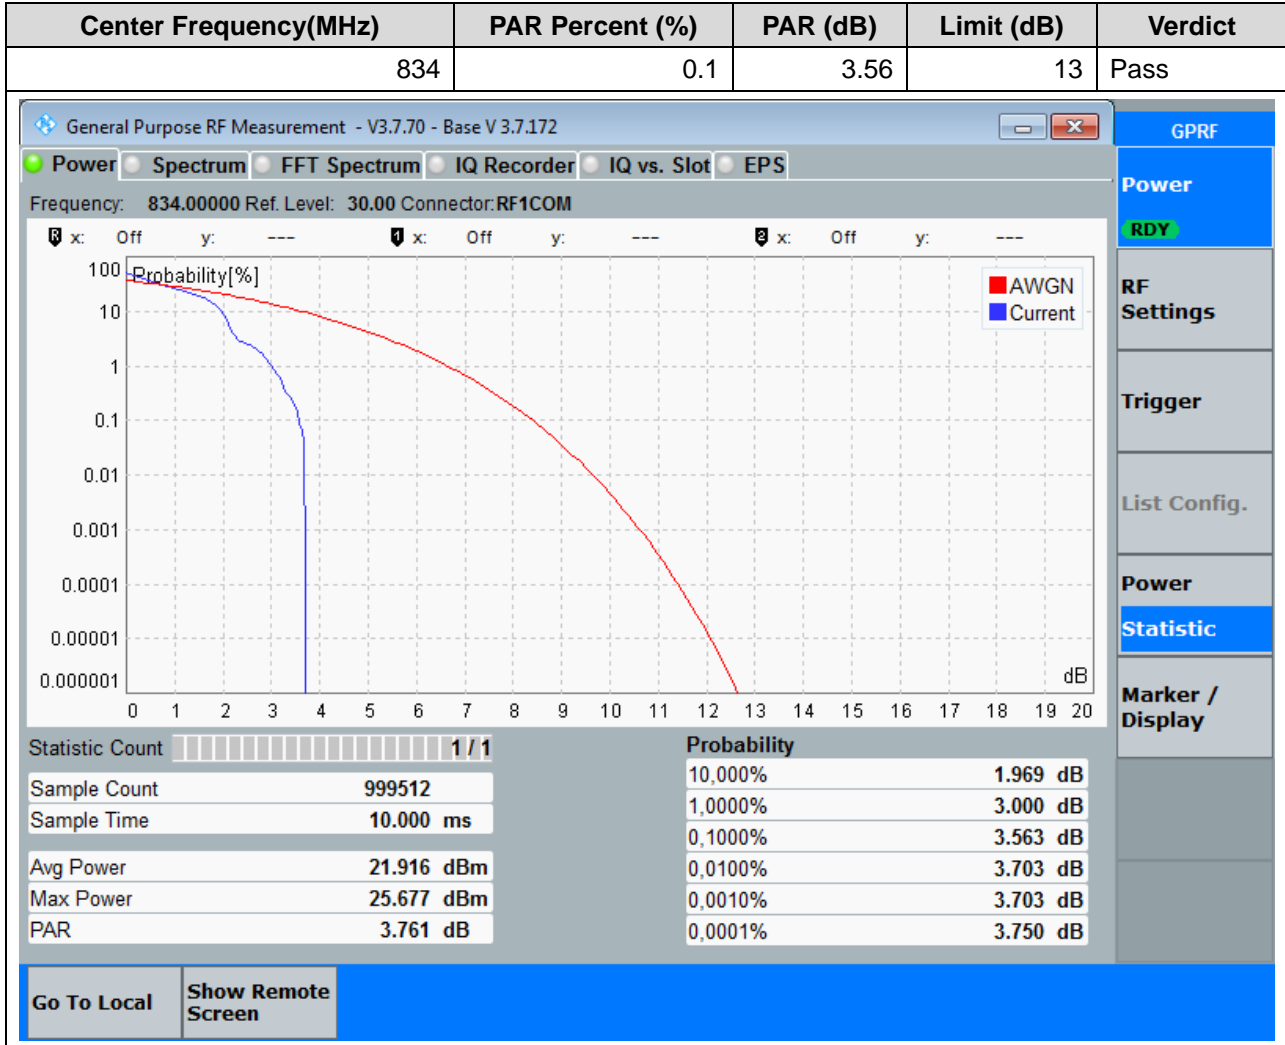 Center Frequency(MHz) PAR Percent (%) PAR (dB) Limit (dB) Verdict
834 0.1 3.56 13 Pass
General Purpose RF Measurement - V3.7.70 - Base V 3.7.172
GPRF
Power Spectrum FFT Spectrum IQ Recorder IQ vs. Slot EPS
Power
RDY
Frequency: 834.00000 Ref. Level: 30.00 Connector: RF1COM
R x: Off y: --- 1 x: Off y: --- 2 x: Off y: ---
Probability[%]
AWGN
Current
100
10
1
0.1
0.01
0.001
0.0001
0.00001
0.000001
dB
0 1 2 3 4 5 6 7 8 9 10 11 12 13 14 15 16 17 18 19 20
RF
Settings
Trigger
List Config.
Power
Statistic
Marker /
Display
Statistic Count 1 / 1
Sample Count 999512
Sample Time 10.000 ms
Avg Power 21.916 dBm
Max Power 25.677 dBm
PAR 3.761 dB
Probability
10,000% 1.969 dB
1,0000% 3.000 dB
0,1000% 3.563 dB
0,0100% 3.703 dB
0,0010% 3.703 dB
0,0001% 3.750 dB
Go To Local
Show Remote
Screen